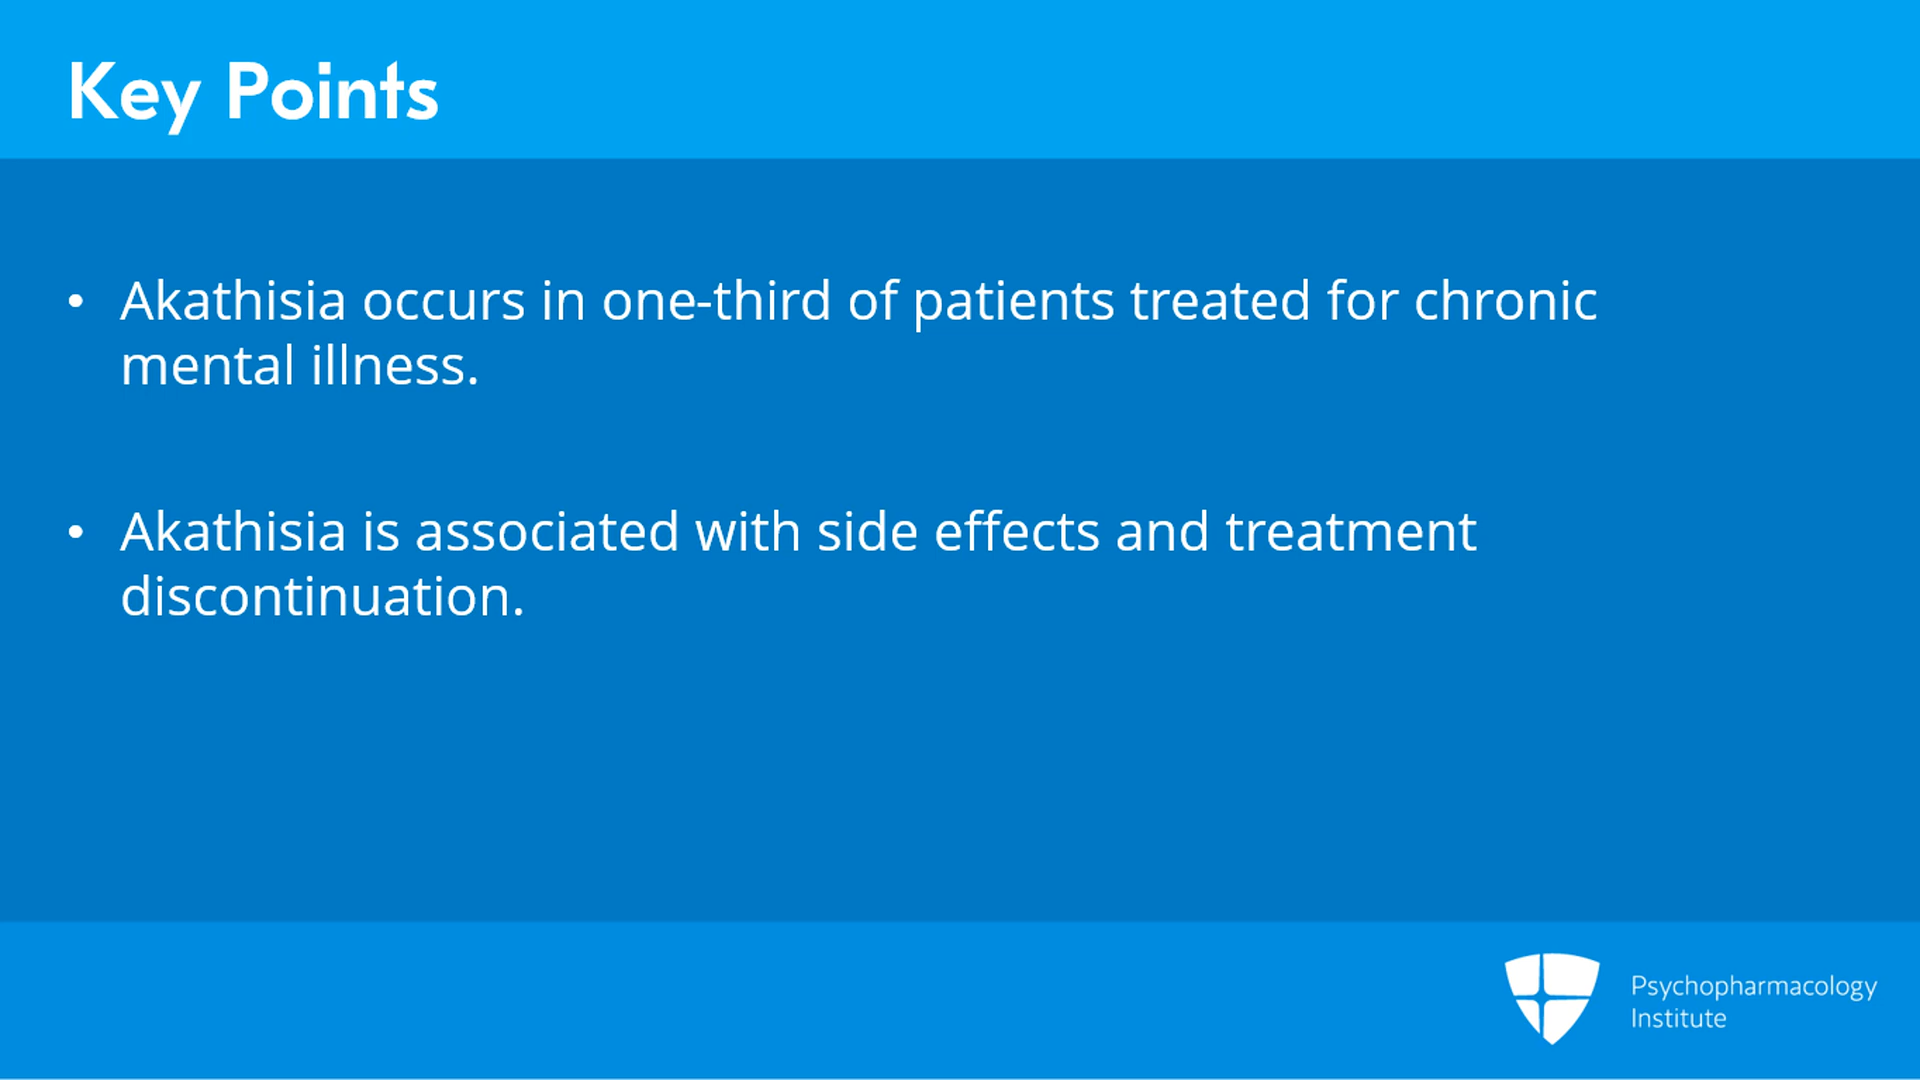 Key Points
• Akathisia occurs in one-third of patients treated for chronic
mental illness.
• Akathisia is associated with side effects and treatment
discontinuation.
Psychopharmacology
Institute